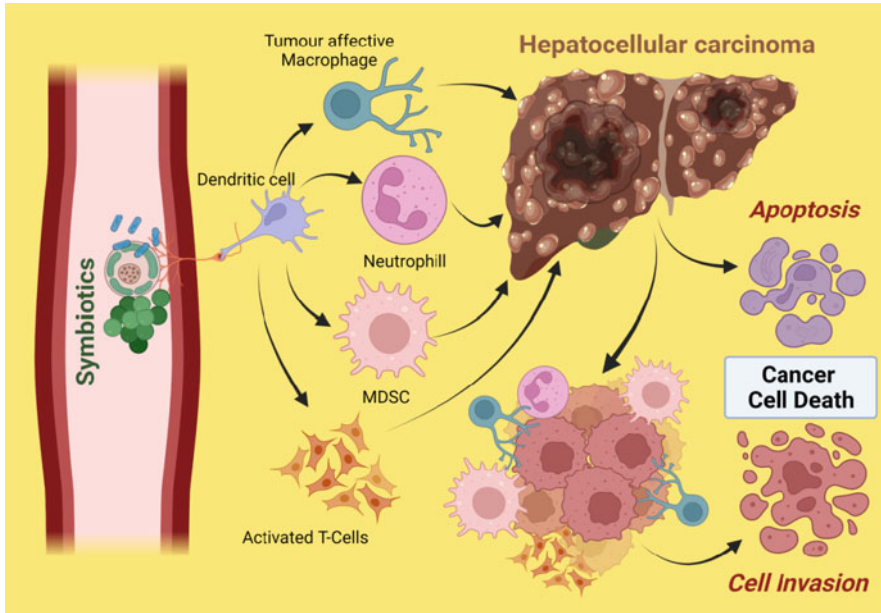 Tumour affective
Macrophage
Hepatocellular carcinoma
Dendritic cell
Neutrophill
Symbiotics
MDSC
Activated T-Cells
Apoptosis
Cancer
Cell Death
Cell Invasion